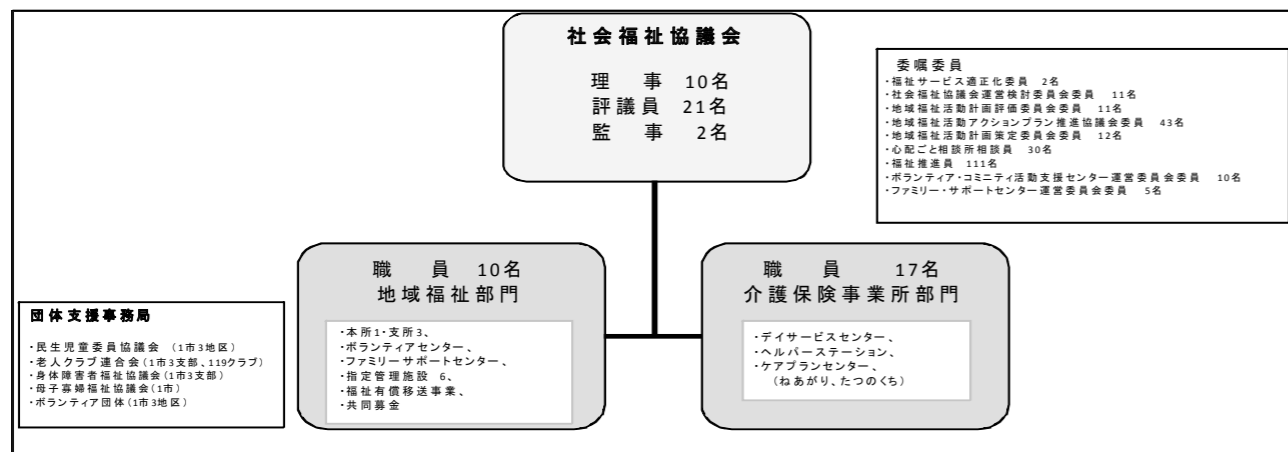 社会福祉協議会
理　事　10名
評議員　21名
監　事　2名
委嘱委員
・福祉サービス適正化委員　2名
・社会福祉協議会運営検討委員会委員　11名
・地域福祉活動計画評価委員会委員　11名
・地域福祉活動アクションプラン推進協議会委員　43名
・地域福祉活動計画策定委員会委員　12名
・心配ごと相談所相談員　30名
・福祉推進員　111名
・ボランティア・コミニティ活動支援センター運営委員会委員　10名
・ファミリー・サポートセンター運営委員会委員　5名
職　員　10名
地域福祉部門
・本所1・支所3、
・ボランティアセンター、
・ファミリーサポートセンター、
・指定管理施設 6、
・福祉有償移送事業、
・共同募金
職　員　17名
介護保険事業所部門
・デイサービスセンター、
・ヘルパーステーション、
・ケアプランセンター、
（ねあがり、たつのくち）
団体支援事務局
・民生児童委員協議会 （1市3地区）
・老人クラブ連合会（1市3支部、119クラブ）
・身体障害者福祉協議会（1市3支部）
・母子寡婦福祉協議会（1市）
・ボランティア団体（1市3地区）